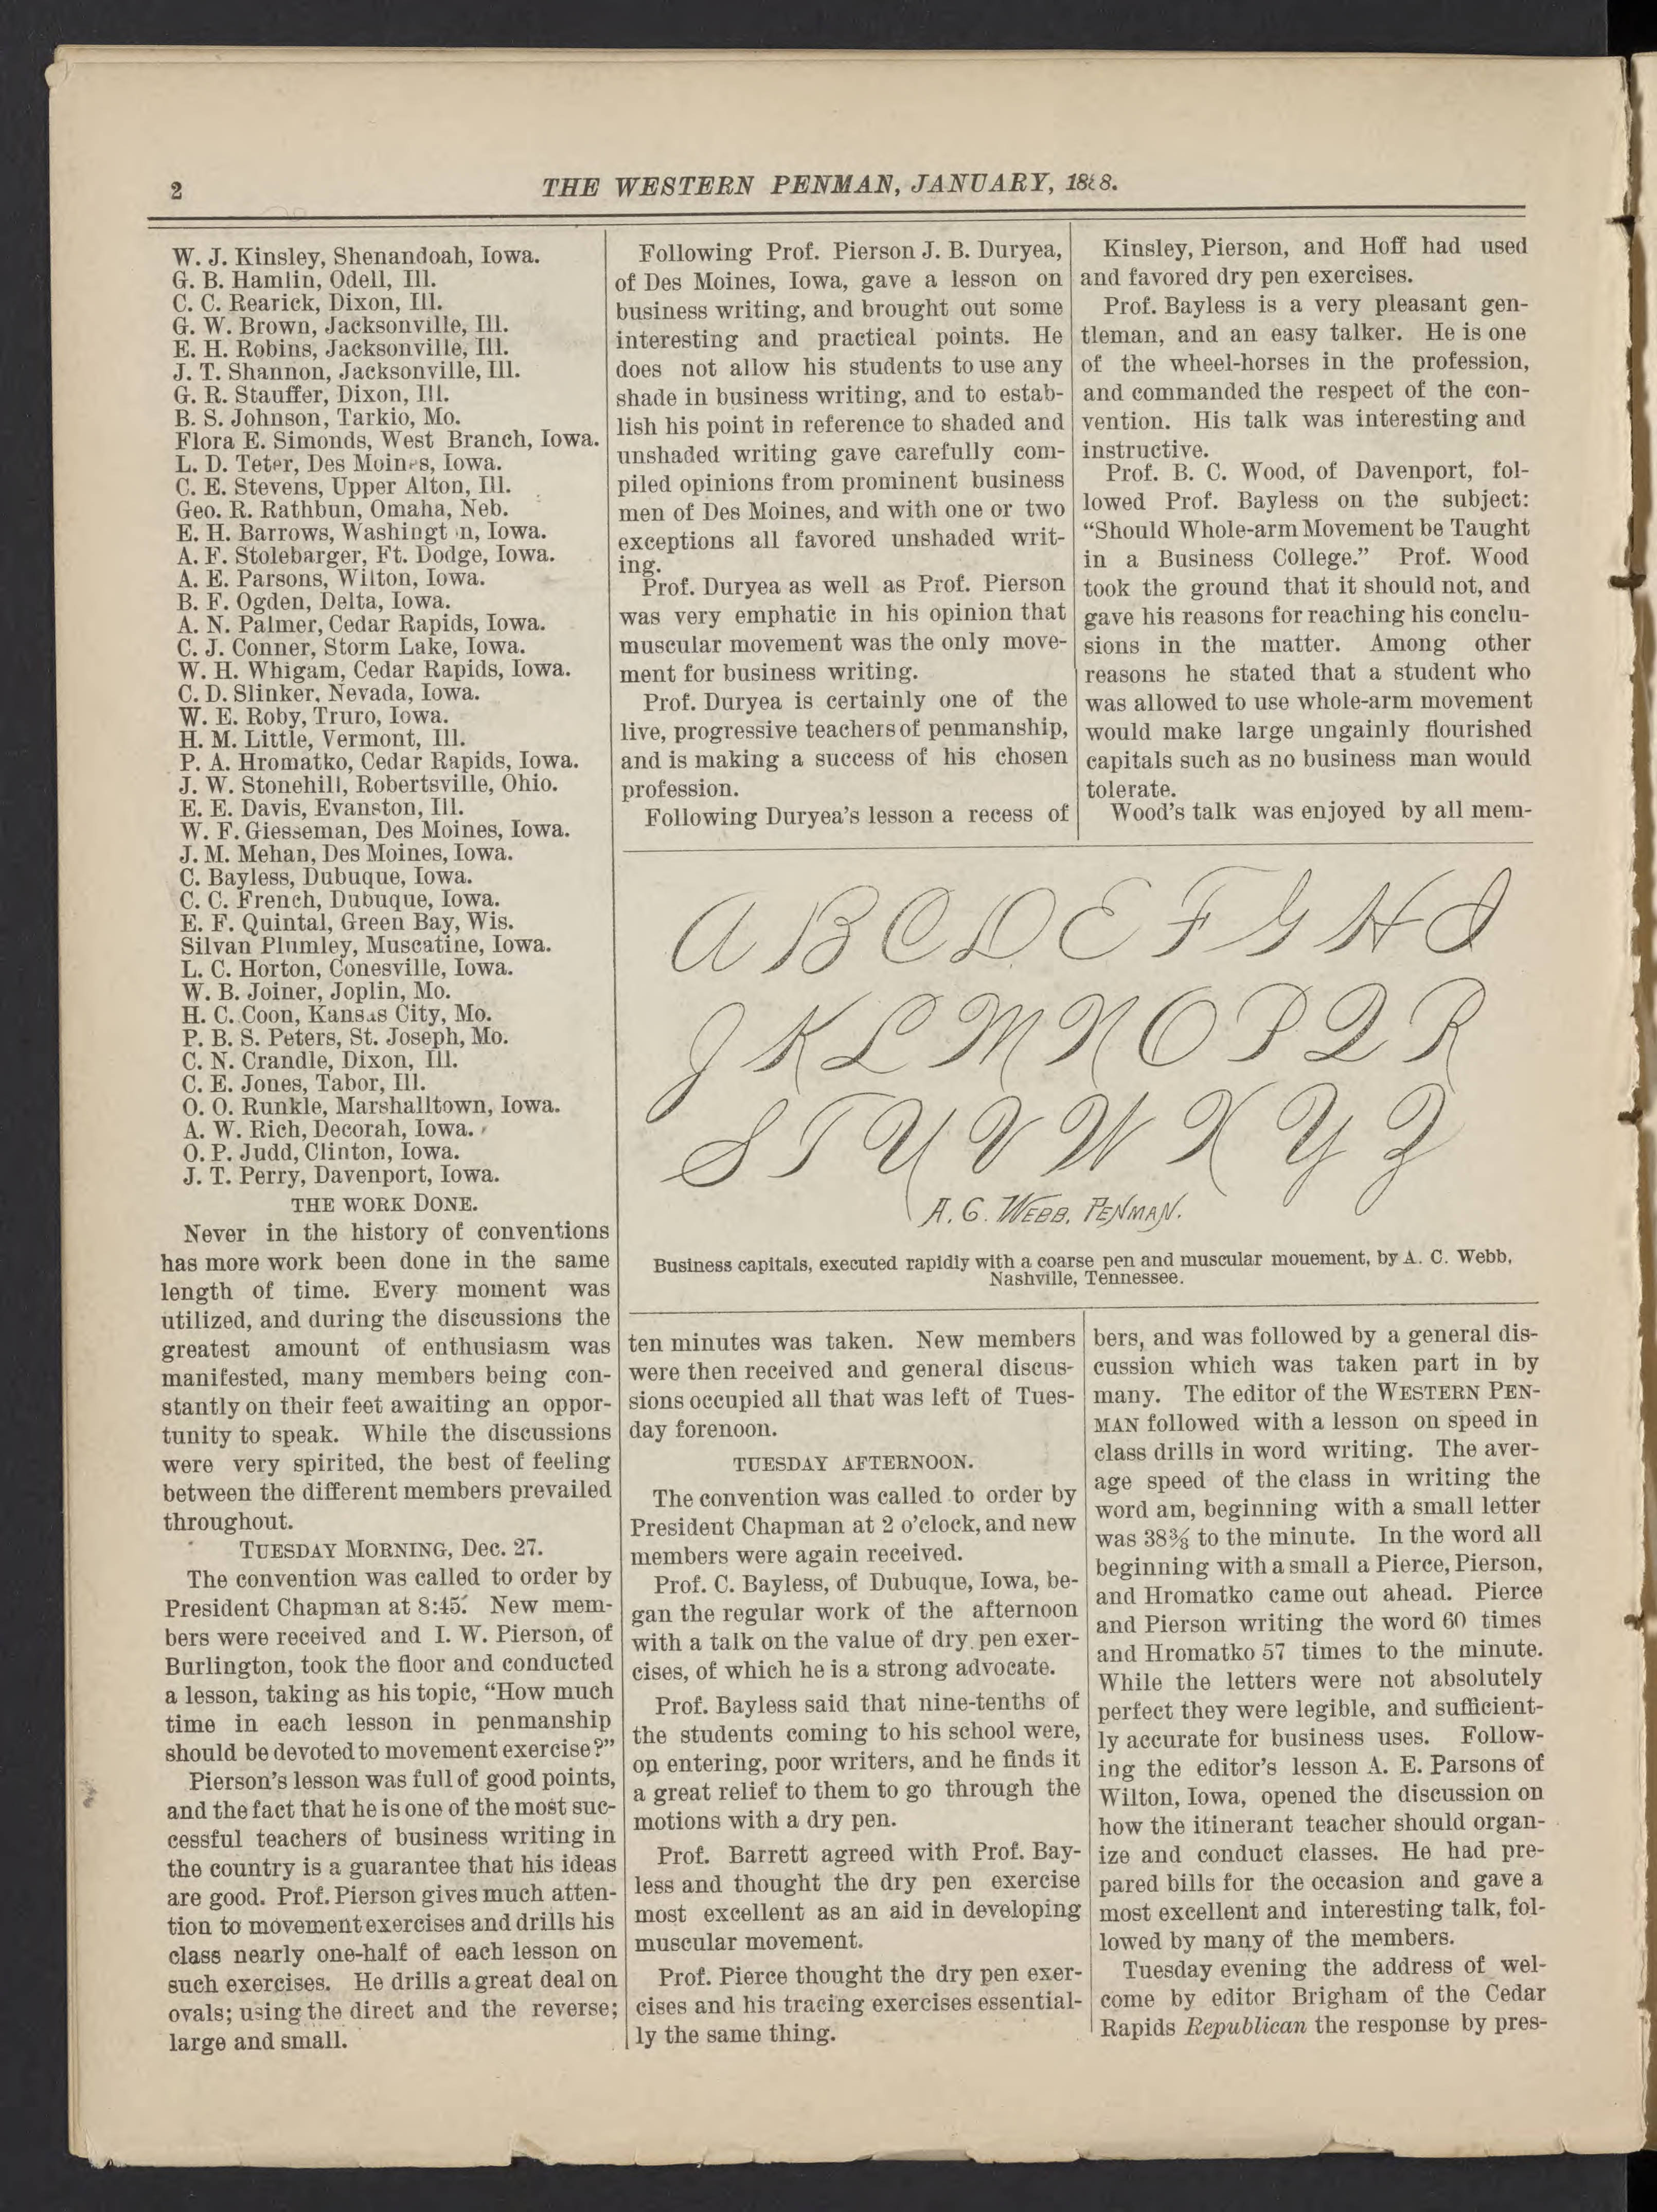 2
THE WESTERN PENMAN, JANUARY, 1888.
W. J. Kinsley, Shenandoah, Iowa.
G. B. Hamlin, Odell, Ill.
C. C. Rearick, Dixon, Ill.
G. W. Brown, Jacksonville, Ill.
E. H. Robins, Jacksonville, Ill.
J. T. Shannon, Jacksonville, Ill.
G. R. Stauffer, Dixon, Ill.
B. S. Johnson, Tarkio, Mo.
Flora E. Simonds, West Branch, Iowa.
L. D. Teter, Des Moines, Iowa.
C. E. Stevens, Upper Alton, Ill.
Geo. R. Rathbun, Omaha, Neb.
E. H. Barrows, Washingt n, Iowa.
A. F. Stolebarger, Ft. Dodge, Iowa.
A. E. Parsons, Wilton, Iowa.
B. F. Ogden, Delta, Iowa.
A. N. Palmer, Cedar Rapids, Iowa.
C. J. Conner, Storm Lake, Iowa.
W. H. Whigam, Cedar Rapids, Iowa.
C. D. Slinker, Nevada, Iowa.
W. E. Roby, Truro, Iowa.
H. M. Little, Vermont, Ill.
P. A. Hromatko, Cedar Rapids, Iowa.
J. W. Stonehill, Robertsville, Ohio.
E. E. Davis, Evanston, Ill.
W. F. Giesseman, Des Moines, Iowa.
J. M. Mehan, Des Moines, Iowa.
C. Bayless, Dubuque, Iowa.
C. C. French, Dubuque, Iowa.
E. F. Quintal, Green Bay, Wis.
Silvan Plumley, Muscatine, Iowa.
L. C. Horton, Conesville, Iowa.
W. B. Joiner, Joplin, Mo.
H. C. Coon, Kansas City, Mo.
P. B. S. Peters, St. Joseph, Mo.
C. N. Crandle, Dixon, Ill.
C. E. Jones, Tabor, Ill.
O. O. Runkle, Marshalltown, Iowa.
A. W. Rich, Decorah, Iowa.
O. P. Judd, Clinton, Iowa.
J. T. Perry, Davenport, Iowa.
THE WORK DONE.
Never in the history of conventions
has more work been done in the same
length of time. Every moment was
utilized, and during the discussions the
greatest amount of enthusiasm was
manifested, many members being con-
stantly on their feet awaiting an oppor-
tunity to speak. While the discussions
were very spirited, the best of feeling
between the different members prevailed
throughout.
TUESDAY MORNING, Dec. 27.
The convention was called to order by
President Chapman at 8:45. New mem-
bers were received and I. W. Pierson, of
Burlington, took the floor and conducted
a lesson, taking as his topic, “How much
time in each lesson in penmanship
should be devoted to movement exercise?”
Pierson's lesson was full of good points,
and the fact that he is one of the most suc-
cessful teachers of business writing in
the country is a guarantee that his ideas
are good. Prof. Pierson gives much atten-
tion to movement exercises and drills his
class nearly one-half of each lesson on
such exercises. He drills a great deal on
ovals; using the direct and the reverse;
large and small.
Following Prof. Pierson J. B. Duryea,
of Des Moines, Iowa, gave a lesson on
business writing, and brought out some
interesting and practical points. He
does not allow his students to use any
shade in business writing, and to estab-
lish his point in reference to shaded and
unshaded writing gave carefully com-
piled opinions from prominent business
men of Des Moines, and with one or two
exceptions all favored unshaded writ-
ing.
Prof. Duryea as well as Prof. Pierson
was very emphatic in his opinion that
muscular movement was the only move-
ment for business writing.
Prof. Duryea is certainly one of the
live, progressive teachers of penmanship,
and is making a success of his chosen
profession.
Following Duryea's lesson a recess of
Kinsley, Pierson, and Hoff had used
and favored dry pen exercises.
Prof. Bayless is a very pleasant gen-
tleman, and an easy talker. He is one
of the wheel-horses in the profession,
and commanded the respect of the con-
vention. His talk was interesting and
instructive.
Prof. B. C. Wood, of Davenport, fol-
lowed Prof. Bayless on the subject:
“Should Whole-arm Movement be Taught
in a Business College.” Prof. Wood
took the ground that it should not, and
gave his reasons for reaching his conclu-
sions in the matter. Among other
reasons he stated that a student who
was allowed to use whole-arm movement
would make large ungainly flourished
capitals such as no business man would
tolerate.
Wood's talk was enjoyed by all mem-
A B C D E F G H I
J K L M N O P Q R
S T U V W X Y Z
A. C. WEBB, PENMAN.
Business capitals, executed rapidly with a coarse pen and muscular mouement, by A. C. Webb,
Nashville, Tennessee.
ten minutes was taken. New members
were then received and general discus-
sions occupied all that was left of Tues-
day forenoon.
TUESDAY AFTERNOON.
The convention was called to order by
President Chapman at 2 o'clock, and new
members were again received.
Prof. C. Bayless, of Dubuque, Iowa, be-
gan the regular work of the afternoon
with a talk on the value of dry pen exer-
cises, of which he is a strong advocate.
Prof. Bayless said that nine-tenths of
the students coming to his school were,
on entering, poor writers, and he finds it
a great relief to them to go through the
motions with a dry pen.
Prof. Barrett agreed with Prof. Bay-
less and thought the dry pen exercise
most excellent as an aid in developing
muscular movement.
Prof. Pierce thought the dry pen exer-
cises and his tracing exercises essential-
ly the same thing.
bers, and was followed by a general dis-
cussion which was taken part in by
many. The editor of the WESTERN PEN-
MAN followed with a lesson on speed in
class drills in word writing. The aver-
age speed of the class in writing the
word am, beginning with a small letter
was 38⅜ to the minute. In the word all
beginning with a small a Pierce, Pierson,
and Hromatko came out ahead. Pierce
and Pierson writing the word 60 times
and Hromatko 57 times to the minute.
While the letters were not absolutely
perfect they were legible, and sufficient-
ly accurate for business uses. Follow-
ing the editor's lesson A. E. Parsons of
Wilton, Iowa, opened the discussion on
how the itinerant teacher should organ-
ize and conduct classes. He had pre-
pared bills for the occasion and gave a
most excellent and interesting talk, fol-
lowed by many of the members.
Tuesday evening the address of wel-
come by editor Brigham of the Cedar
Rapids Republican the response by pres-